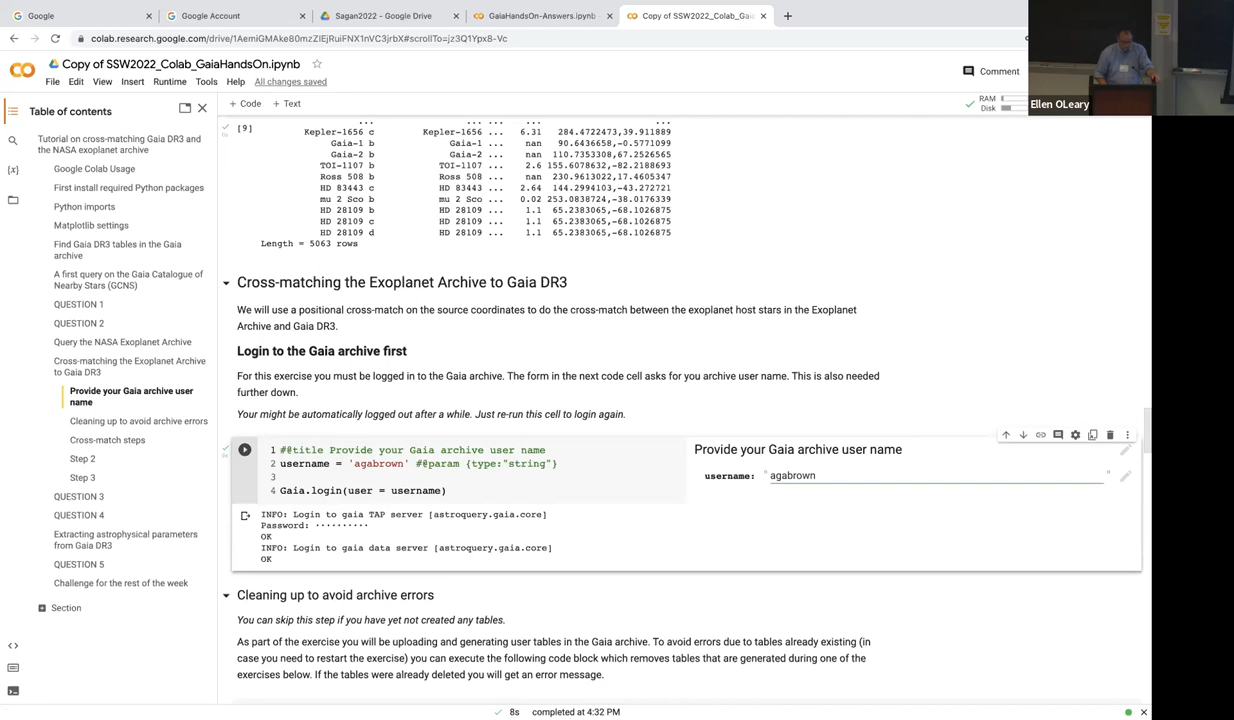 Google
Google Account
Sagan2022 – Google Drive
GaiaHandsOn-Answers.ipynb
Copy of SSW2022_Colab_Gai
colab.research.google.com/drive/1AemiGMAke80mzZIEjRuiFNX1nVC3jrbX#scrollTo=jz3Q1Ypx8-Vc
Copy of SSW2022_Colab_GaiaHandsOn.ipynb
File Edit View Insert Runtime Tools Help All changes saved
Comment
Ellen OLeary
Table of contents
+ Code + Text
RAM
Disk
Tutorial on cross-matching Gaia DR3 and
the NASA exoplanet archive
Google Colab Usage
First install required Python packages
Python imports
Matplotlib settings
Find Gaia DR3 tables in the Gaia
archive
A first query on the Gaia Catalogue of
Nearby Stars (GCNS)
QUESTION 1
QUESTION 2
Query the NASA Exoplanet Archive
Cross-matching the Exoplanet Archive
to Gaia DR3
Provide your Gaia archive user
name
Cleaning up to avoid archive errors
Cross-match steps
Step 2
Step 3
QUESTION 3
QUESTION 4
Extracting astrophysical parameters
from Gaia DR3
QUESTION 5
Challenge for the rest of the week
Section
[9]
... ... ... ... ...
Kepler-1656 c Kepler-1656 ... 6.31 284.4722473,39.911889
Gaia-1 b Gaia-1 ... nan 90.6436658,-0.5771099
Gaia-2 b Gaia-2 ... nan 110.7353308,67.2526565
TOI-1107 b TOI-1107 ... 2.6 155.6078632,-82.2188693
Ross 508 b Ross 508 ... nan 230.9613022,17.4605347
HD 83443 c HD 83443 ... 2.64 144.2994103,-43.272721
mu 2 Sco b mu 2 Sco ... 0.02 253.0838724,-38.0176339
HD 28109 b HD 28109 ... 1.1 65.2383065,-68.1026875
HD 28109 c HD 28109 ... 1.1 65.2383065,-68.1026875
HD 28109 d HD 28109 ... 1.1 65.2383065,-68.1026875
Length = 5063 rows
Cross-matching the Exoplanet Archive to Gaia DR3
We will use a positional cross-match on the source coordinates to do the cross-match between the exoplanet host stars in the Exoplanet
Archive and Gaia DR3.
Login to the Gaia archive first
For this exercise you must be logged in to the Gaia archive. The form in the next code cell asks for you archive user name. This is also needed
further down.
Your might be automatically logged out after a while. Just re-run this cell to login again.
1 #@title Provide your Gaia archive user name
2 username = 'agabrown' #@param {type:"string"}
3
4 Gaia.login(user = username)
Provide your Gaia archive user name
username: " agabrown "
INFO: Login to gaia TAP server [astroquery.gaia.core]
Password: ··········
OK
INFO: Login to gaia data server [astroquery.gaia.core]
OK
Cleaning up to avoid archive errors
You can skip this step if you have yet not created any tables.
As part of the exercise you will be uploading and generating user tables in the Gaia archive. To avoid errors due to tables already existing (in
case you need to restart the exercise) you can execute the following code block which removes tables that are generated during one of the
exercises below. If the tables were already deleted you will get an error message.
8s completed at 4:32 PM